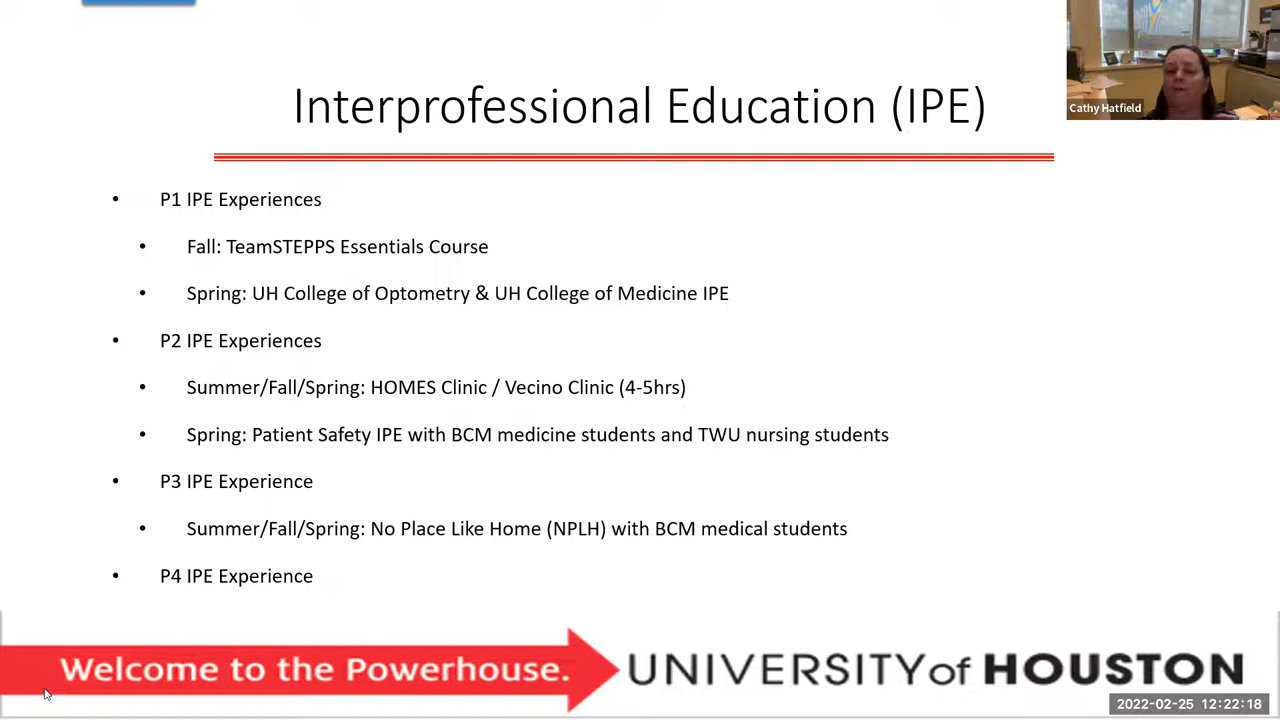 Interprofessional Education (IPE)
Cathy Hatfield
• P1 IPE Experiences
• Fall: TeamSTEPPS Essentials Course
• Spring: UH College of Optometry & UH College of Medicine IPE
• P2 IPE Experiences
• Summer/Fall/Spring: HOMES Clinic / Vecino Clinic (4-5hrs)
• Spring: Patient Safety IPE with BCM medicine students and TWU nursing students
• P3 IPE Experience
• Summer/Fall/Spring: No Place Like Home (NPLH) with BCM medical students
• P4 IPE Experience
Welcome to the Powerhouse.
UNIVERSITY of HOUSTON
2022-02-25 12:22:18